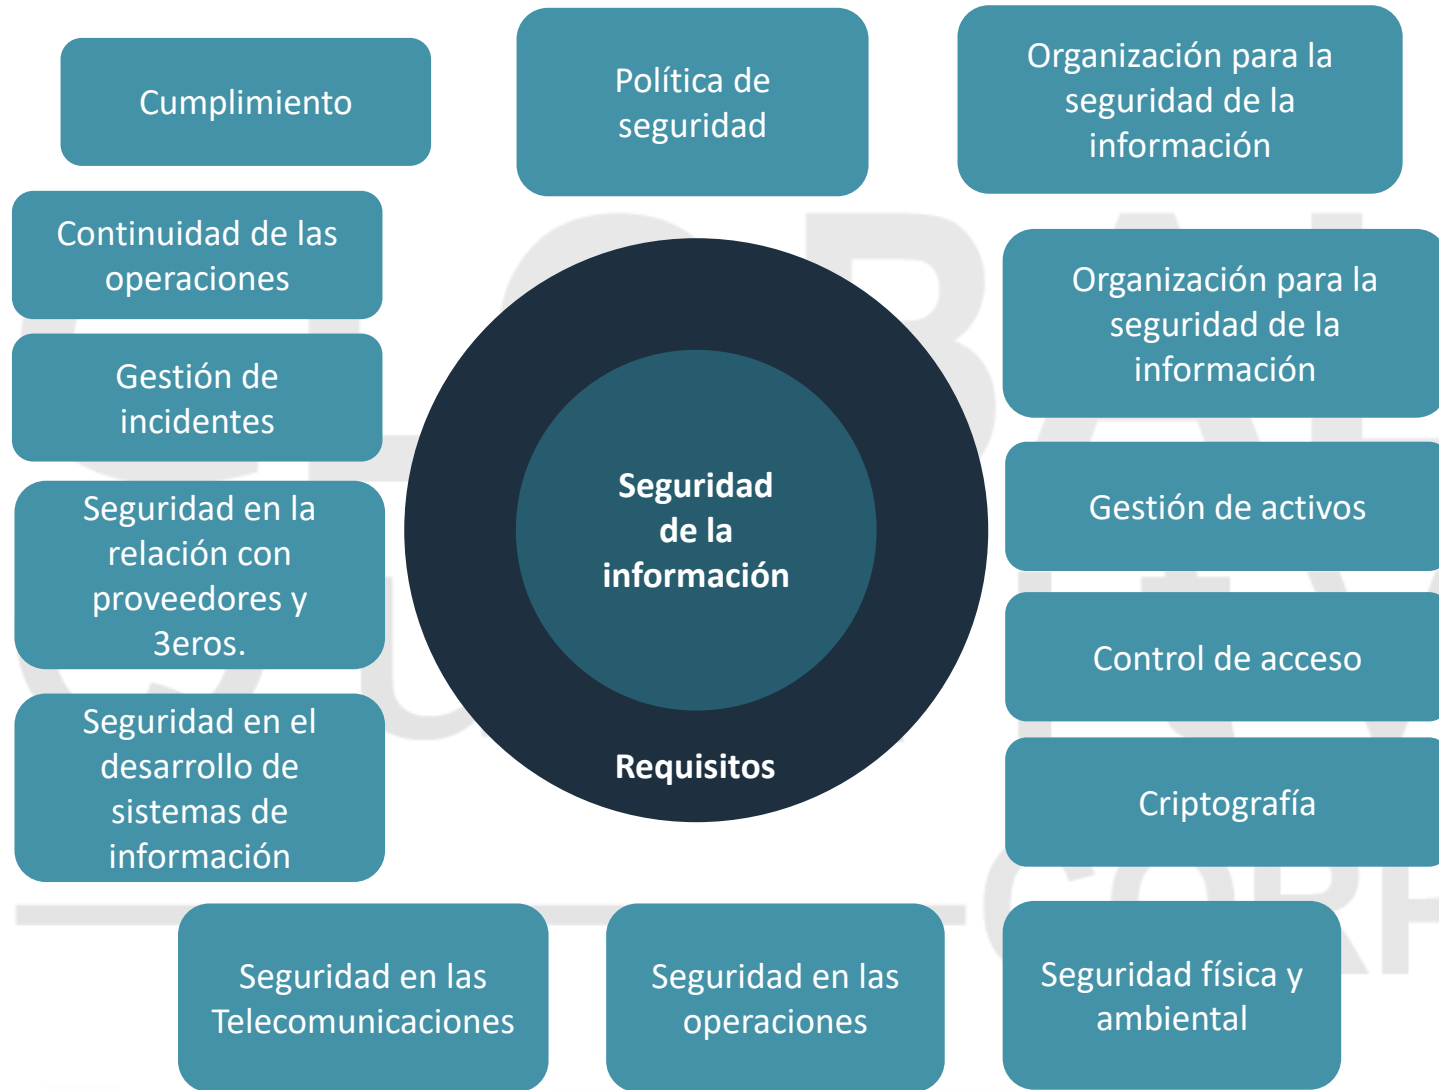 Cumplimiento
Política de
seguridad
Organización para la
seguridad de la
información
Continuidad de las
operaciones
Organización para la
seguridad de la
información
Gestión de
incidentes
Gestión de activos
Seguridad en la
relación con
proveedores y
3eros.
Seguridad
de la
información
Control de acceso
Seguridad en el
desarrollo de
sistemas de
información
Requisitos
Criptografía
Seguridad en las
Telecomunicaciones
Seguridad en las
operaciones
Seguridad física y
ambiental